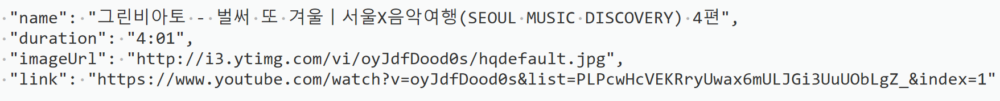 "name": "그린비아토 - 벌써 또 겨울ㅣ서울X음악여행(SEOUL MUSIC DISCOVERY) 4편",
"duration": "4:01",
"imageUrl": "http://i3.ytimg.com/vi/oyJdfDood0s/hqdefault.jpg",
"link": "https://www.youtube.com/watch?v=oyJdfDood0s&list=PLPcwHcVEKRryUwax6mULJGi3UuUObLgZ_&index=1"